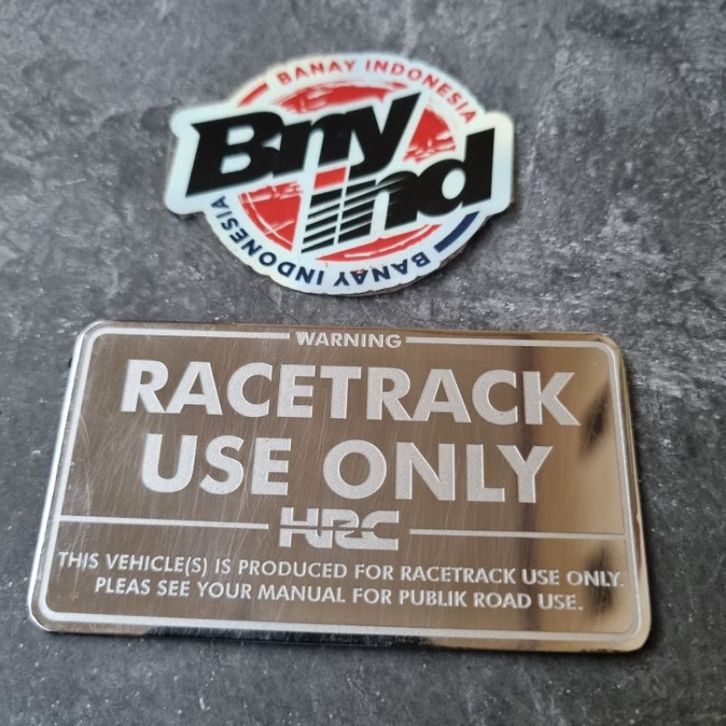 BANAY INDONESIA
Bny
ind
BANAY INDONESIA
WARNING
RACETRACK
USE ONLY
HRC
THIS VEHICLE(S) IS PRODUCED FOR RACETRACK USE ONLY.
PLEAS SEE YOUR MANUAL FOR PUBLIK ROAD USE.